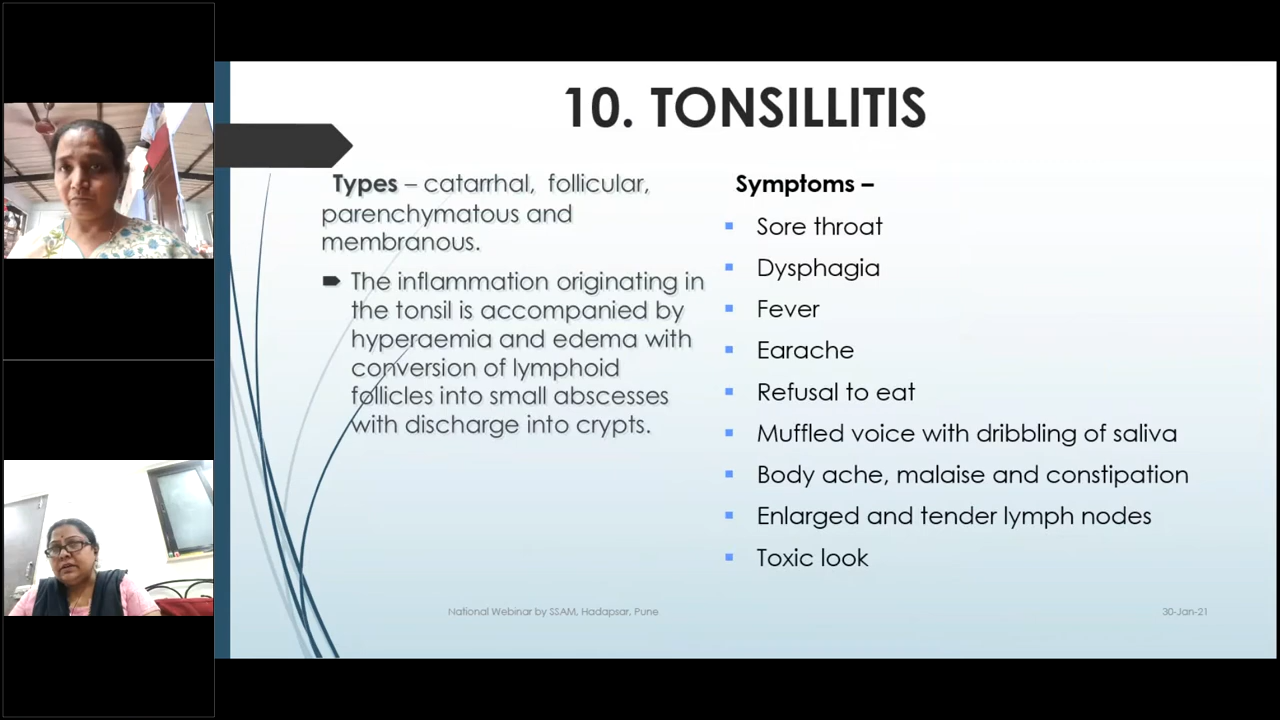 10. TONSILLITIS
Types – catarrhal, follicular,
parenchymatous and
membranous.
The inflammation originating in
the tonsil is accompanied by
hyperaemia and edema with
conversion of lymphoid
follicles into small abscesses
with discharge into crypts.
Symptoms –
Sore throat
Dysphagia
Fever
Earache
Refusal to eat
Muffled voice with dribbling of saliva
Body ache, malaise and constipation
Enlarged and tender lymph nodes
Toxic look
National Webinar by SSAM, Hadapsar, Pune
30-Jan-21